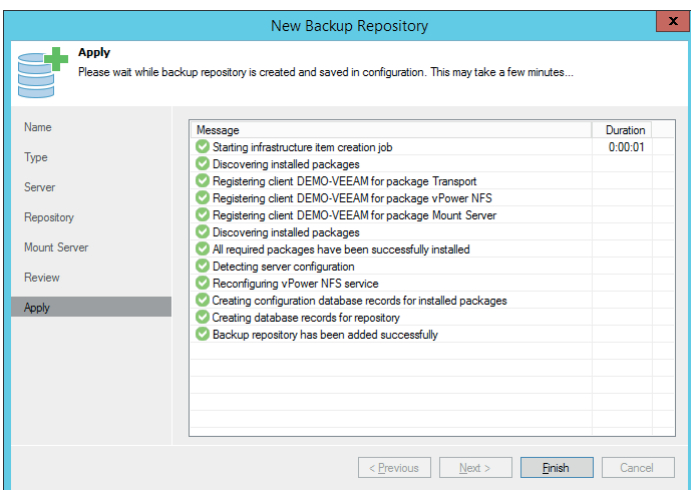 New Backup Repository
x
Apply
Please wait while backup repository is created and saved in configuration. This may take a few minutes...
Name
Type
Server
Repository
Mount Server
Review
Apply
Message Duration
Starting infrastructure item creation job 0:00:01
Discovering installed packages
Registering client DEMO-VEEAM for package Transport
Registering client DEMO-VEEAM for package vPower NFS
Registering client DEMO-VEEAM for package Mount Server
Discovering installed packages
All required packages have been successfully installed
Detecting server configuration
Reconfiguring vPower NFS service
Creating configuration database records for installed packages
Creating database records for repository
Backup repository has been added successfully
< Previous Next > Finish Cancel